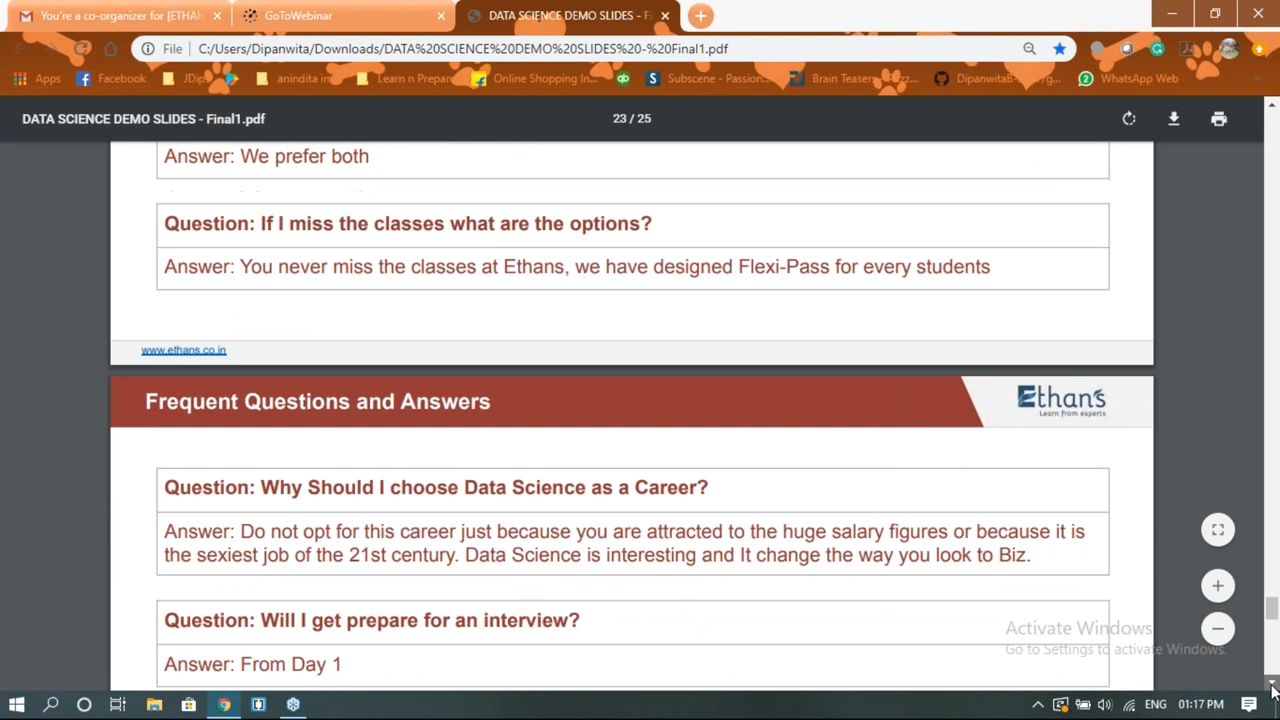 You're a co-organizer for [ETHAN
GoToWebinar
DATA SCIENCE DEMO SLIDES - F
File
C:/Users/Dipanwita/Downloads/DATA%20SCIENCE%20DEMO%20SLIDES%20-%20Final1.pdf
Apps
Facebook
JDips
anindita
Learn n Prepare
Online Shopping In...
Subscene - Passion...
Brain Teasers
WhatsApp Web
DATA SCIENCE DEMO SLIDES - Final1.pdf
23 / 25
Answer: We prefer both
Question: If I miss the classes what are the options?
Answer: You never miss the classes at Ethans, we have designed Flexi-Pass for every students
www.ethans.co.in
Frequent Questions and Answers
Ethan's
Learn from experts
Question: Why Should I choose Data Science as a Career?
Answer: Do not opt for this career just because you are attracted to the huge salary figures or because it is
the sexiest job of the 21st century. Data Science is interesting and It change the way you look to Biz.
Question: Will I get prepare for an interview?
Answer: From Day 1
Activate Windows
Go to Settings to activate Windows.
ENG
01:17 PM